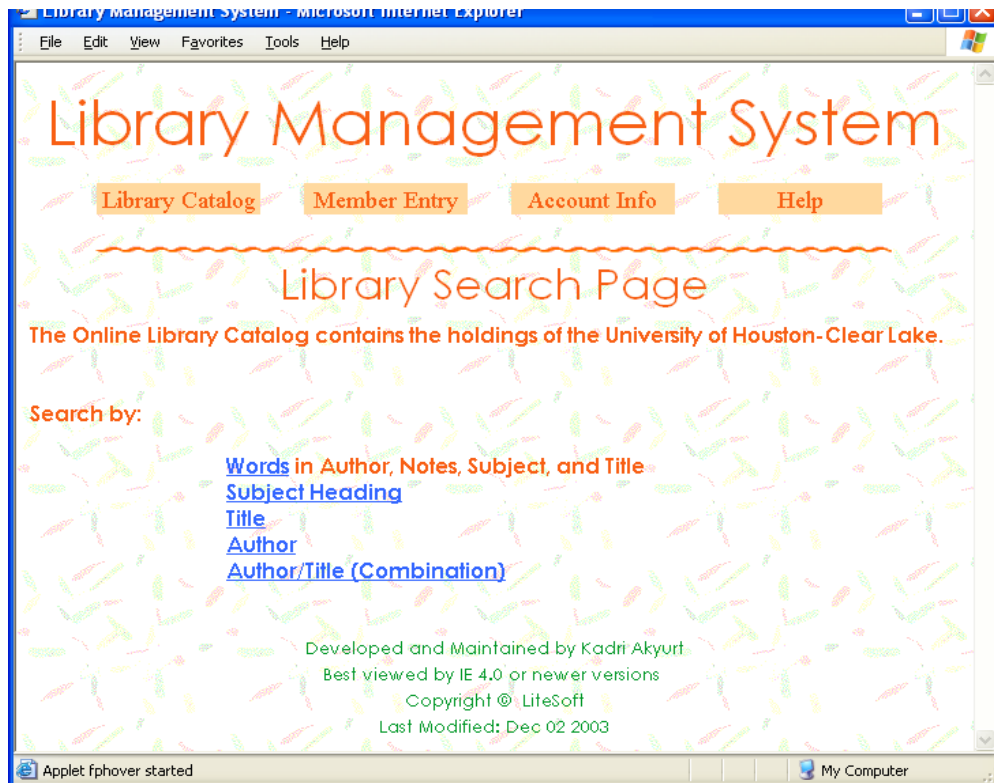 Library Management System - Microsoft Internet Explorer
File Edit View Favorites Tools Help
Library Management System
Library Catalog Member Entry Account Info Help
Library Search Page
The Online Library Catalog contains the holdings of the University of Houston-Clear Lake.
Search by:
Words in Author, Notes, Subject, and Title
Subject Heading
Title
Author
Author/Title (Combination)
Developed and Maintained by Kadri Akyurt
Best viewed by IE 4.0 or newer versions
Copyright © LiteSoft
Last Modified: Dec 02 2003
Applet fphover started My Computer